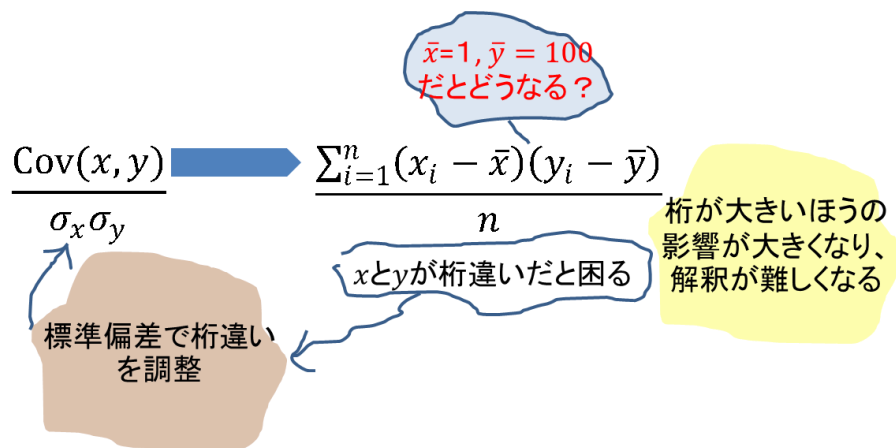 x̄=1, ȳ = 100
だとどうなる？
Cov(x, y)
σₓσᵧ
∑ⁿᵢ₌₁(xᵢ − x̄)(yᵢ − ȳ)
n
xとyが桁違いだと困る
桁が大きいほうの
影響が大きくなり、
解釈が難しくなる
標準偏差で桁違い
を調整